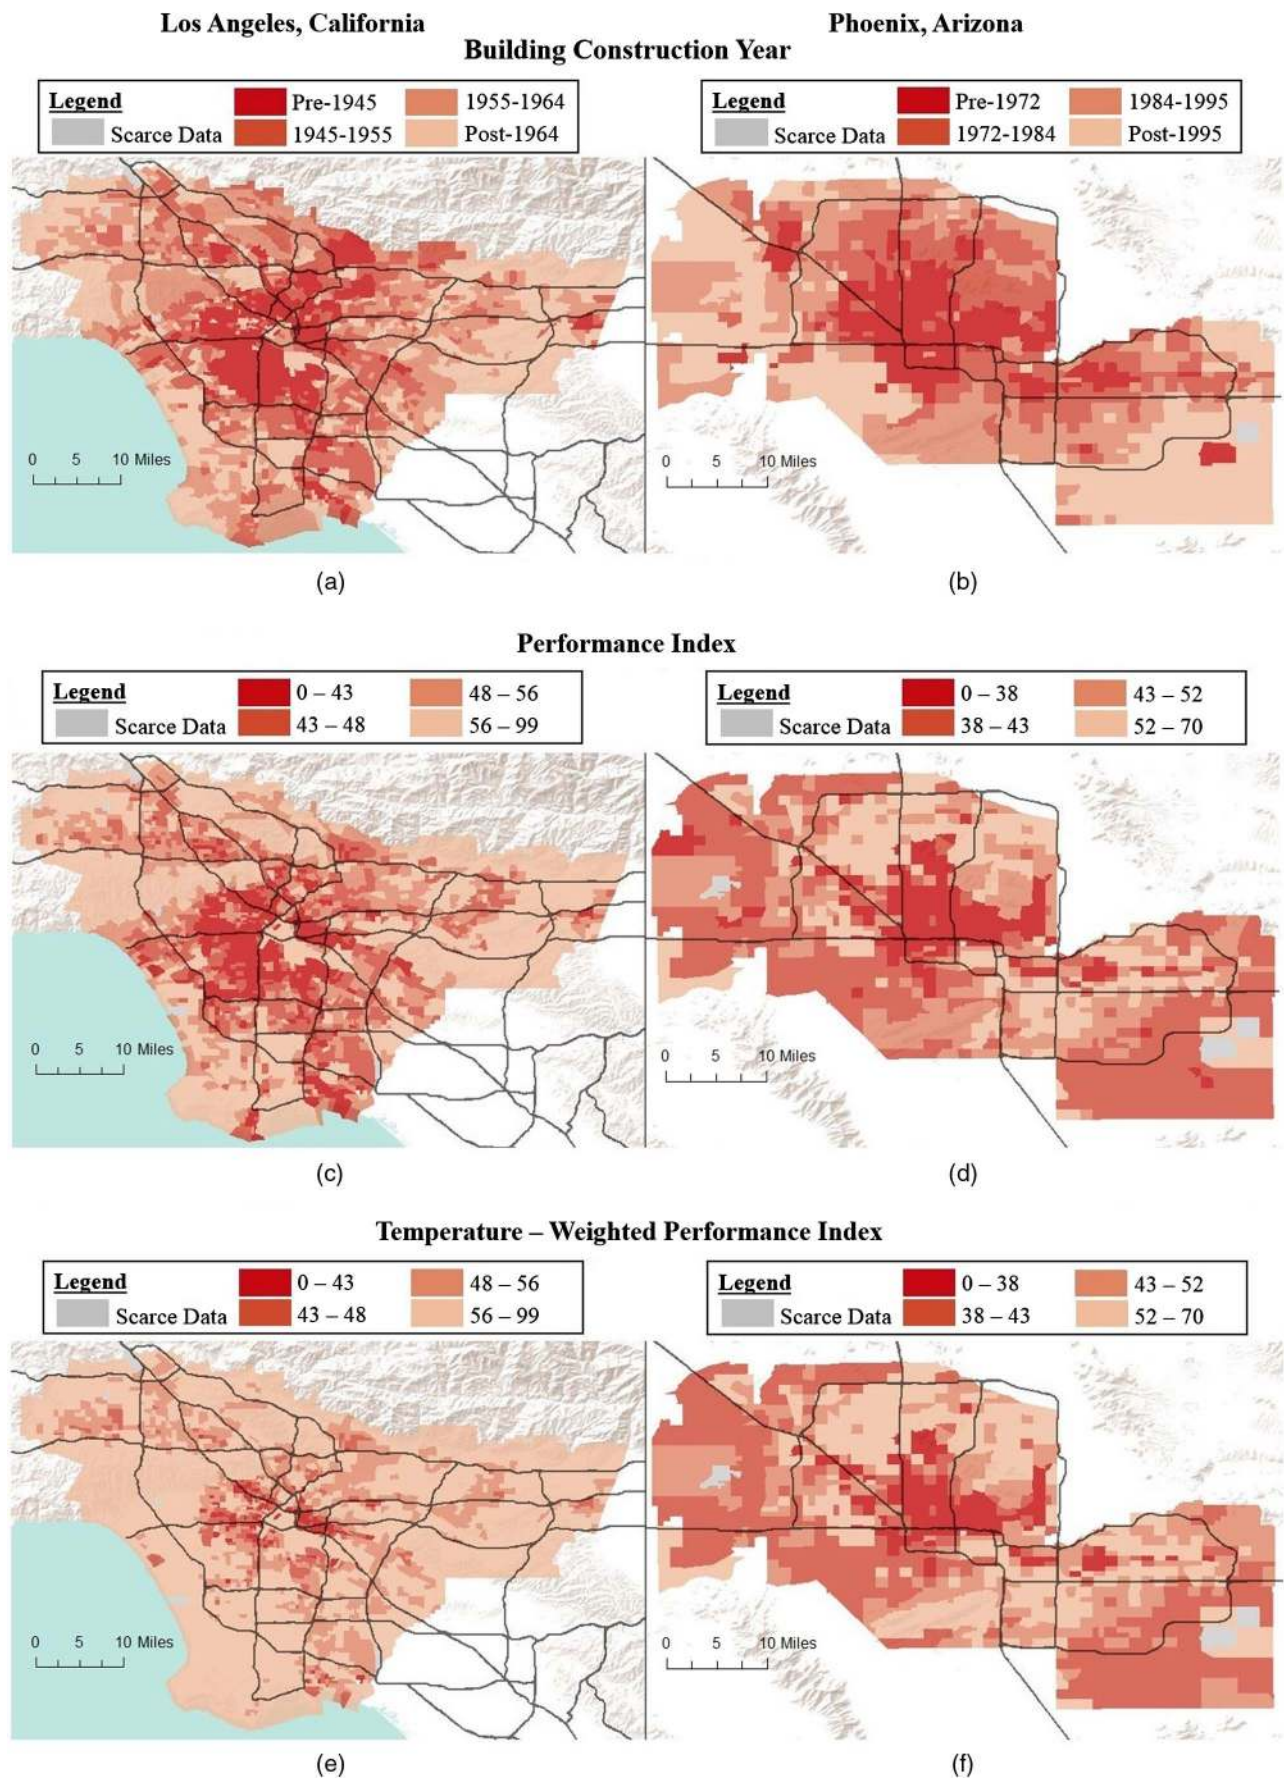 Los Angeles, California Phoenix, Arizona
Building Construction Year
Legend Pre-1945 1955-1964
Scarce Data 1945-1955 Post-1964
Legend Pre-1972 1984-1995
Scarce Data 1972-1984 Post-1995
0 5 10 Miles
0 5 10 Miles
(a) (b)
Performance Index
Legend 0 – 43 48 – 56
Scarce Data 43 – 48 56 – 99
Legend 0 – 38 43 – 52
Scarce Data 38 – 43 52 – 70
0 5 10 Miles
0 5 10 Miles
(c) (d)
Temperature – Weighted Performance Index
Legend 0 – 43 48 – 56
Scarce Data 43 – 48 56 – 99
Legend 0 – 38 43 – 52
Scarce Data 38 – 43 52 – 70
0 5 10 Miles
0 5 10 Miles
(e) (f)